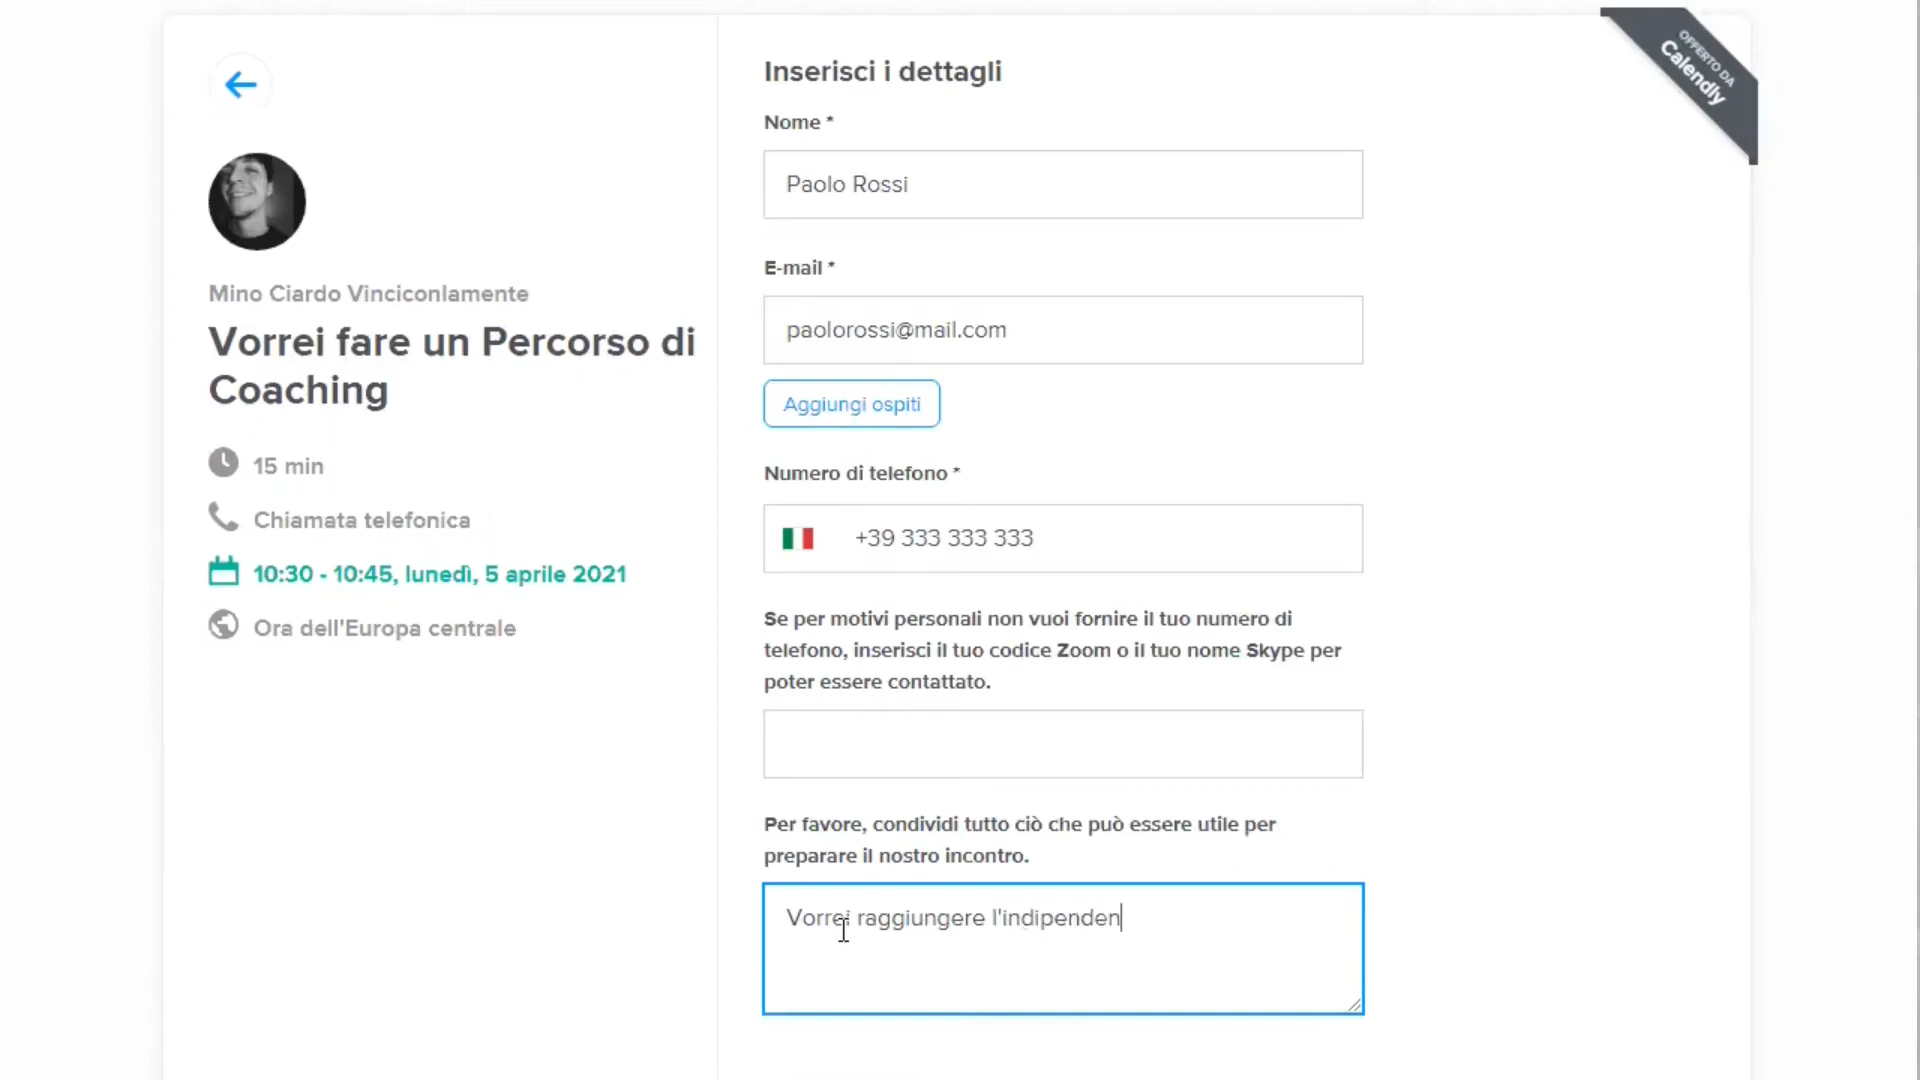 Mino Ciardo Vinciconlamente
Vorrei fare un Percorso di
Coaching
15 min
Chiamata telefonica
10:30 - 10:45, lunedì, 5 aprile 2021
Ora dell'Europa centrale
Inserisci i dettagli
Nome *
Paolo Rossi
E-mail *
paolorossi@mail.com
Aggiungi ospiti
Numero di telefono *
+39 333 333 333
Se per motivi personali non vuoi fornire il tuo numero di
telefono, inserisci il tuo codice Zoom o il tuo nome Skype per
poter essere contattato.
Per favore, condividi tutto ciò che può essere utile per
preparare il nostro incontro.
Vorrei raggiungere l'indipenden
OFFERTO DA
Calendly